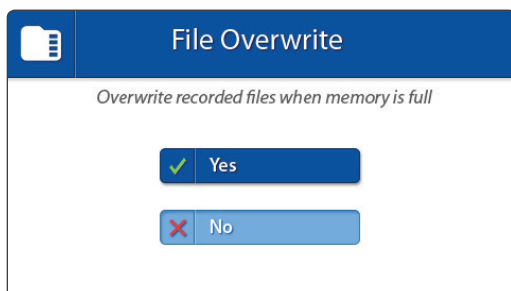 File Overwrite
Overwrite recorded files when memory is full
Yes
No